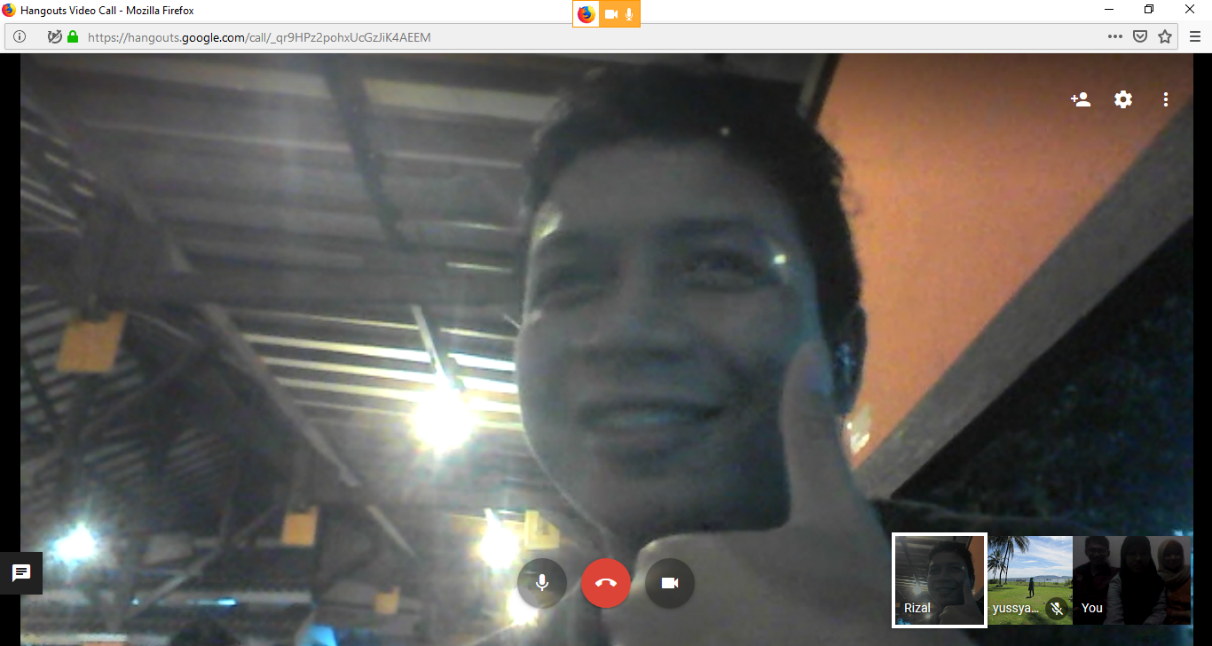 Hangouts Video Call - Mozilla Firefox
https://hangouts.google.com/call/_qr9HPz2pohxUcGzJiK4AEEM
Rizal
yussya...
You